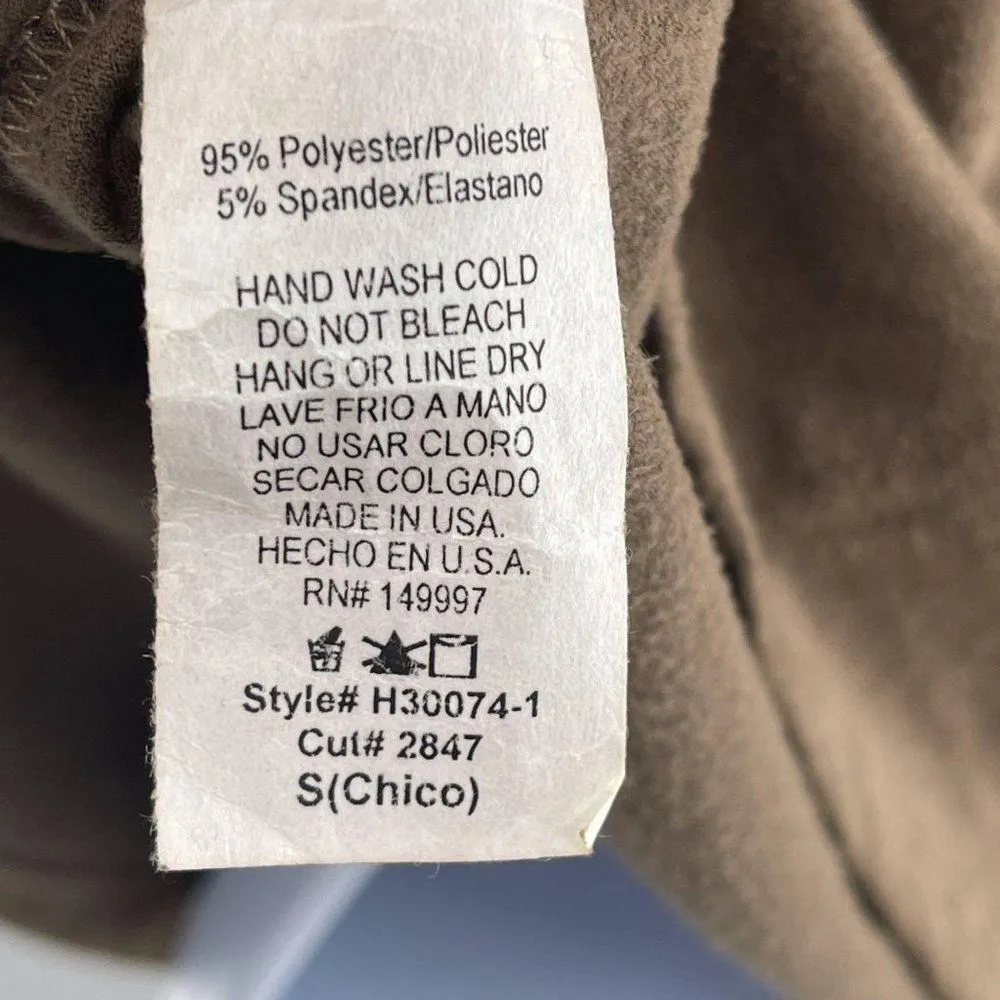 95% Polyester/Poliester
5% Spandex/Elastano
HAND WASH COLD
DO NOT BLEACH
HANG OR LINE DRY
LAVE FRIO A MANO
NO USAR CLORO
SECAR COLGADO
MADE IN USA.
HECHO EN U.S.A.
RN# 149997
Style# H30074-1
Cut# 2847
S(Chico)